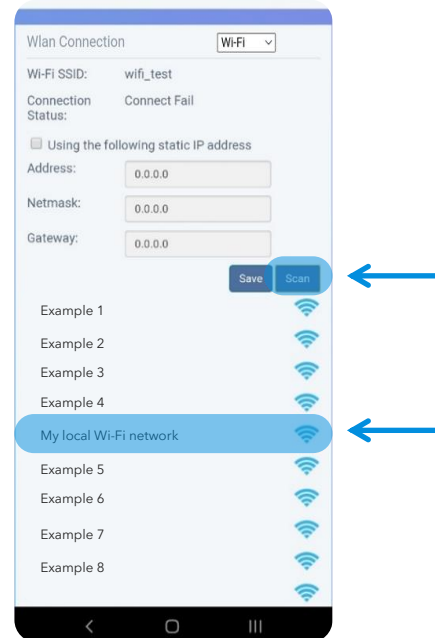 Wlan Connection Wi-Fi
Wi-Fi SSID: wifi_test
Connection Status: Connect Fail
Using the following static IP address
Address: 0.0.0.0
Netmask: 0.0.0.0
Gateway: 0.0.0.0
Save Scan
Example 1
Example 2
Example 3
Example 4
My local Wi-Fi network
Example 5
Example 6
Example 7
Example 8